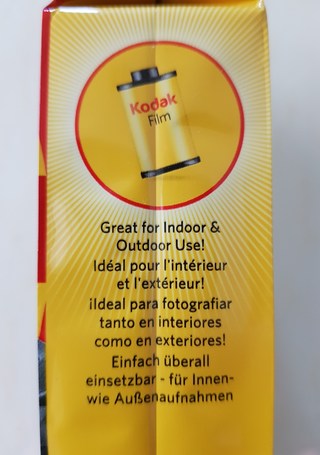 Kodak
Film
Great for Indoor &
Outdoor Use!
Idéal pour l'intérieur
et l'extérieur!
¡Ideal para fotografiar
tanto en interiores
como en exteriores!
Einfach überall
einsetzbar - für Innen-
wie Außenaufnahmen